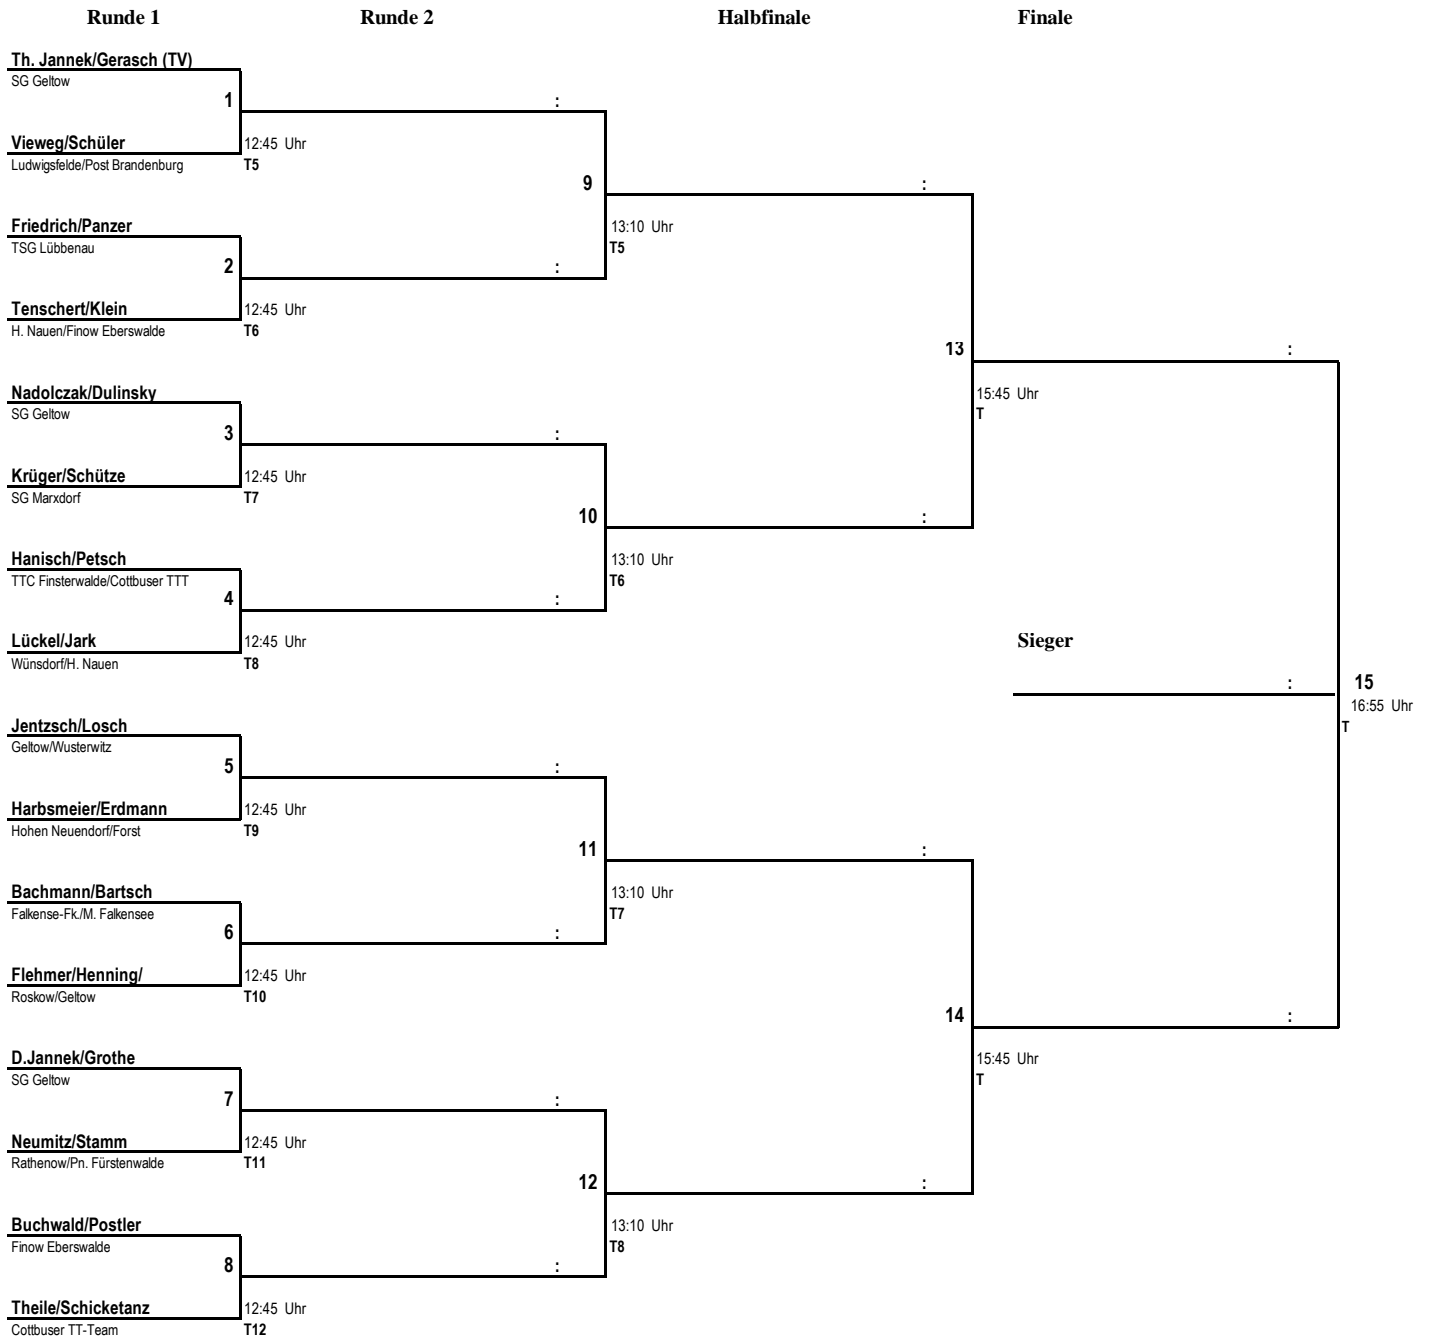 Runde 1 Runde 2 Halbfinale Finale
Th. Jannek/Gerasch (TV)
SG Geltow
1 :
Vieweg/Schüler 12:45 Uhr
Ludwigsfelde/Post Brandenburg T5
9 :
Friedrich/Panzer 13:10 Uhr
TSG Lübbenau T5
2 :
Tenschert/Klein 12:45 Uhr
H. Nauen/Finow Eberswalde T6
13 :
Nadolczak/Dulinsky 15:45 Uhr
SG Geltow T
3 :
Krüger/Schütze 12:45 Uhr
SG Marxdorf T7
10 :
Hanisch/Petsch 13:10 Uhr
TTC Finsterwalde/Cottbuser TTT T6
4 :
Lückel/Jark 12:45 Uhr Sieger
Wünsdorf/H. Nauen T8
: 15
16:55 Uhr
Jentzsch/Losch T
Geltow/Wusterwitz
5 :
Harbsmeier/Erdmann 12:45 Uhr
Hohen Neuendorf/Forst T9
11 :
Bachmann/Bartsch 13:10 Uhr
Falkense-Fk./M. Falkensee T7
6 :
Flehmer/Henning/ 12:45 Uhr
Roskow/Geltow T10
14 :
D.Jannek/Grothe 15:45 Uhr
SG Geltow T
7 :
Neumitz/Stamm 12:45 Uhr
Rathenow/Pn. Fürstenwalde T11
12 :
Buchwald/Postler 13:10 Uhr
Finow Eberswalde T8
8 :
Theile/Schicketanz 12:45 Uhr
Cottbuser TT-Team T12